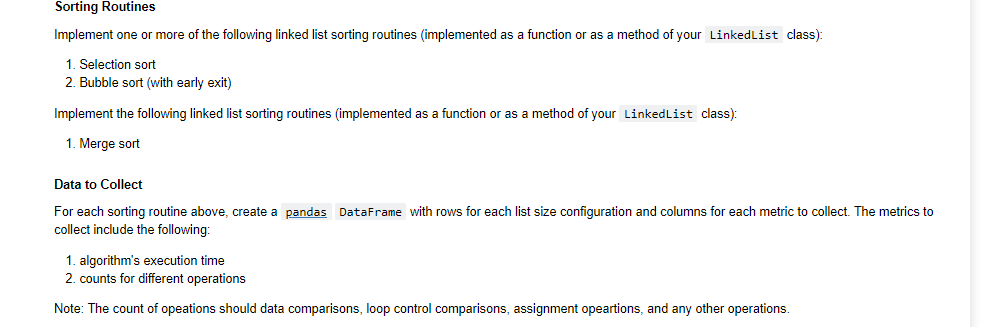 Sorting Routines
Implement one or more of the following linked list sorting routines (implemented as a function or as a method of your LinkedList class):
1. Selection sort
2. Bubble sort (with early exit)
Implement the following linked list sorting routines (implemented as a function or as a method of your LinkedList class):
1. Merge sort
Data to Collect
For each sorting routine above, create a pandas DataFrame with rows for each list size configuration and columns for each metric to collect. The metrics to
collect include the following:
1. algorithm's execution time
2. counts for different operations
Note: The count of opeations should data comparisons, loop control comparisons, assignment opeartions, and any other operations.